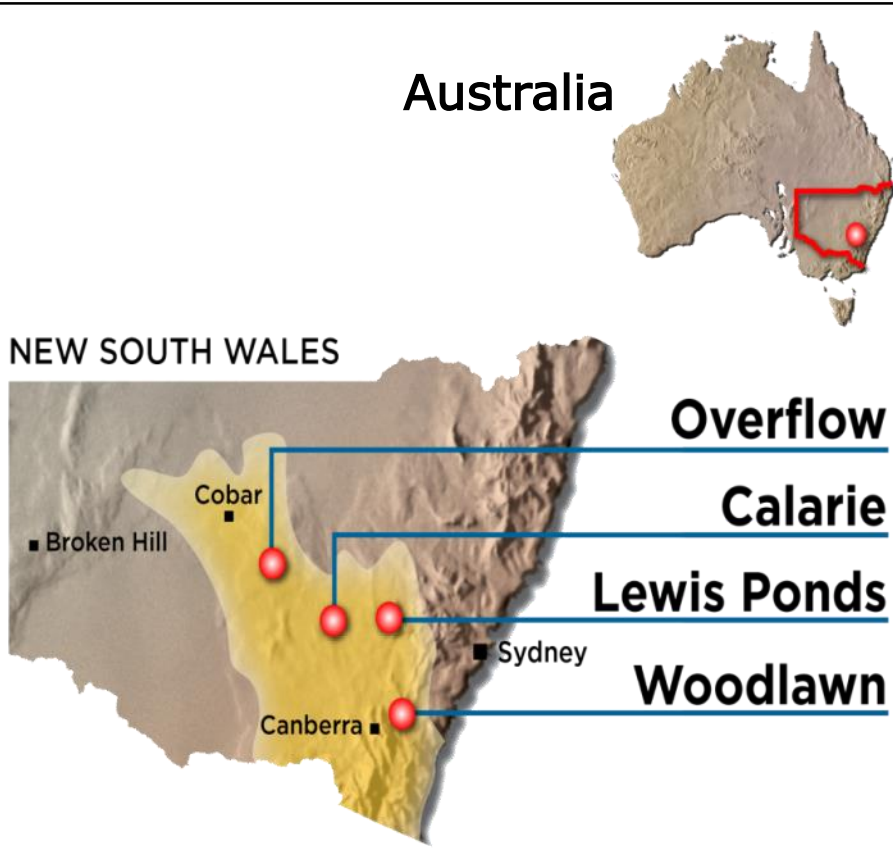 Australia
NEW SOUTH WALES
Overflow
Calarie
Cobar
Broken Hill
Lewis Ponds
Sydney
Woodlawn
Canberra